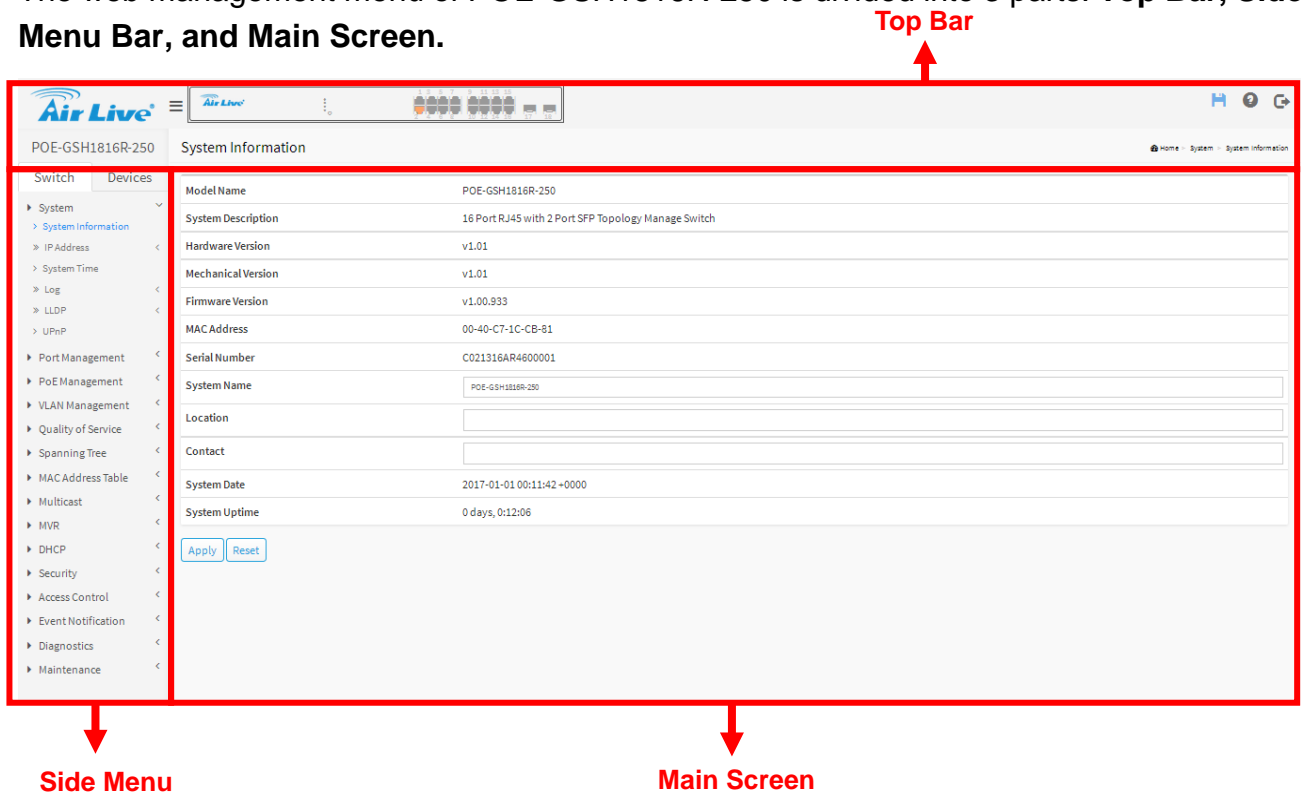 Menu Bar, and Main Screen.
Top Bar
Air Live
Air Live
POE-GSH1816R-250
System Information
Home > System > System Information
Switch Devices
System
System Information
IP Address
System Time
Log
LLDP
UPnP
Port Management
PoE Management
VLAN Management
Quality of Service
Spanning Tree
MAC Address Table
Multicast
MVR
DHCP
Security
Access Control
Event Notification
Diagnostics
Maintenance
Model Name POE-GSH1816R-250
System Description 16 Port RJ45 with 2 Port SFP Topology Manage Switch
Hardware Version v1.01
Mechanical Version v1.01
Firmware Version v1.00.933
MAC Address 00-40-C7-1C-CB-81
Serial Number C021316AR4600001
System Name POE-GSH1816R-250
Location
Contact
System Date 2017-01-01 00:11:42 +0000
System Uptime 0 days, 0:12:06
Apply Reset
Side Menu
Main Screen